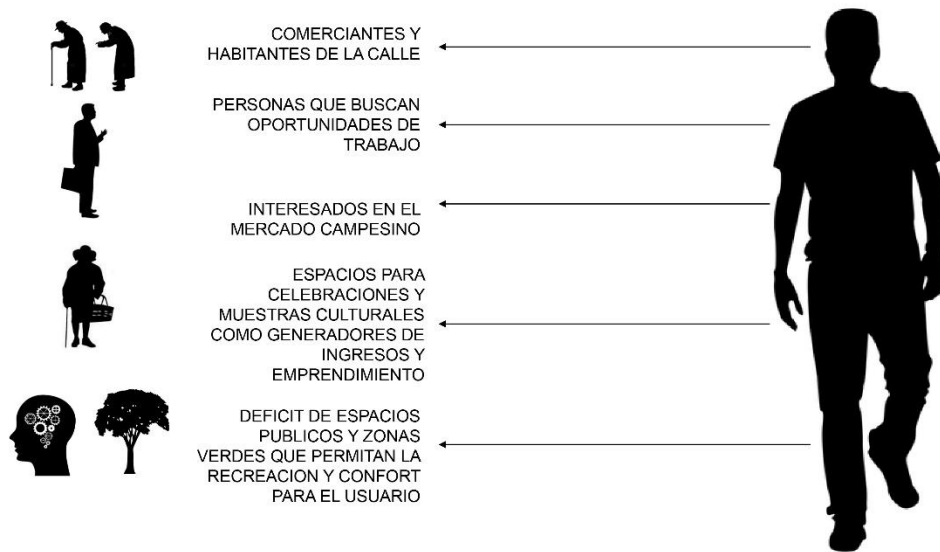 COMERCIANTES Y
HABITANTES DE LA CALLE
PERSONAS QUE BUSCAN
OPORTUNIDADES DE
TRABAJO
INTERESADOS EN EL
MERCADO CAMPESINO
ESPACIOS PARA
CELEBRACIONES Y
MUESTRAS CULTURALES
COMO GENERADORES DE
INGRESOS Y
EMPRENDIMIENTO
DEFICIT DE ESPACIOS
PUBLICOS Y ZONAS
VERDES QUE PERMITAN LA
RECREACION Y CONFORT
PARA EL USUARIO